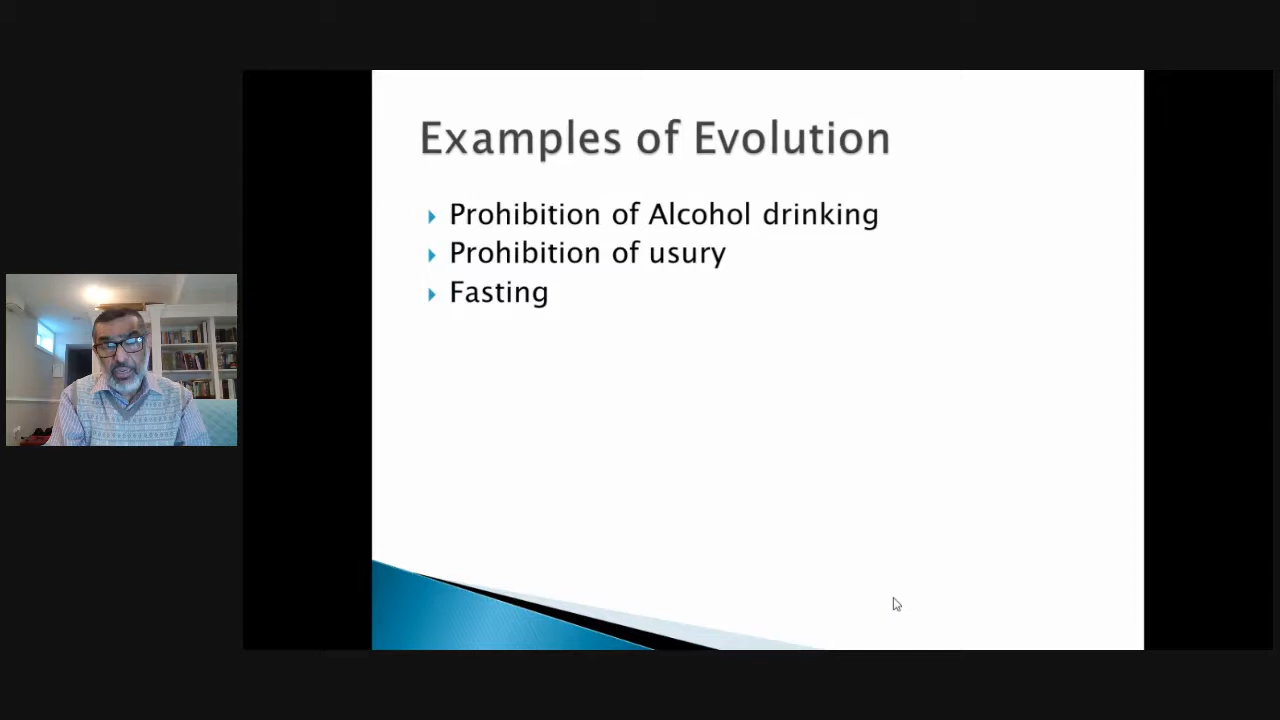 Examples of Evolution
Prohibition of Alcohol drinking
Prohibition of usury
Fasting